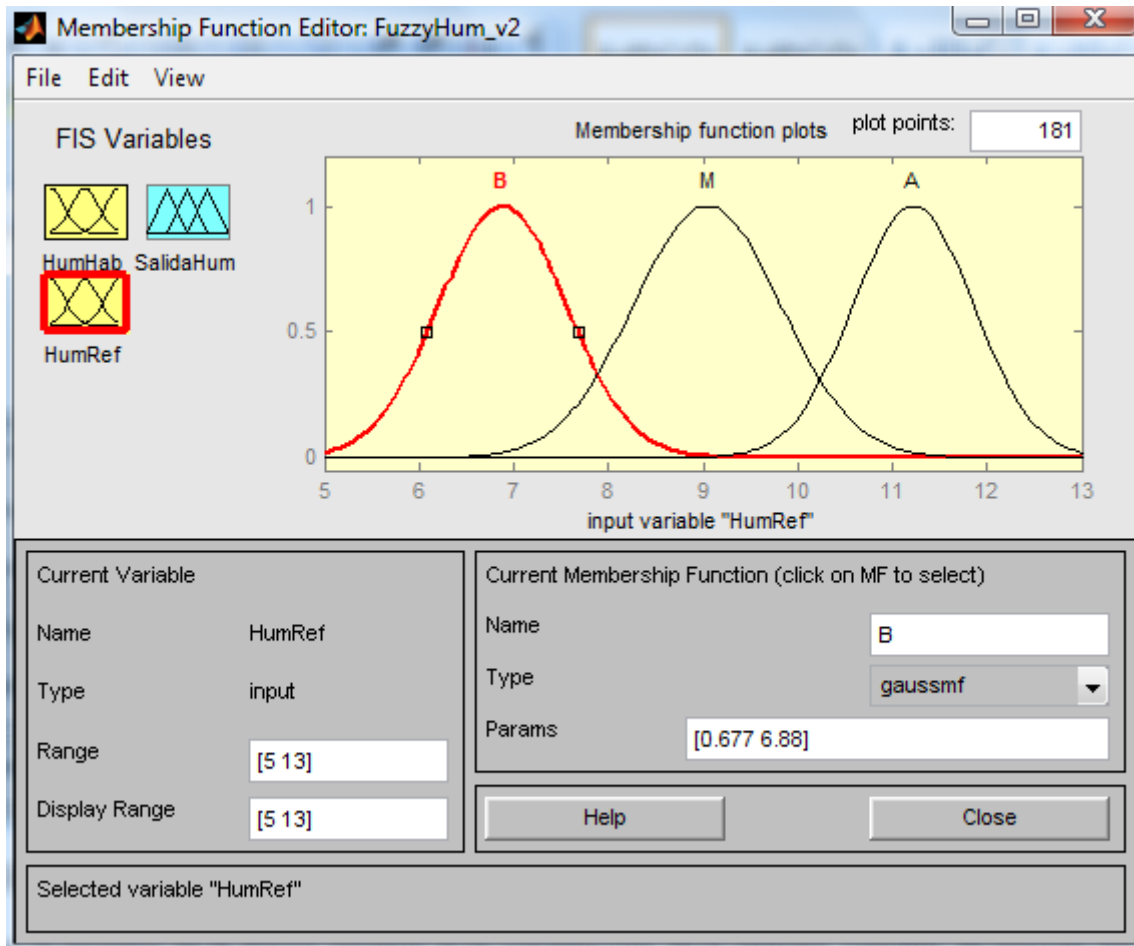 Membership Function Editor: FuzzyHum_v2
File Edit View
FIS Variables
HumHab SalidaHum
HumRef
Membership function plots plot points: 181
B M A
1
0.5
0
5 6 7 8 9 10 11 12 13
input variable "HumRef"
Current Variable
Name HumRef
Type input
Range [5 13]
Display Range [5 13]
Current Membership Function (click on MF to select)
Name B
Type gaussmf
Params [0.677 6.88]
Help Close
Selected variable "HumRef"